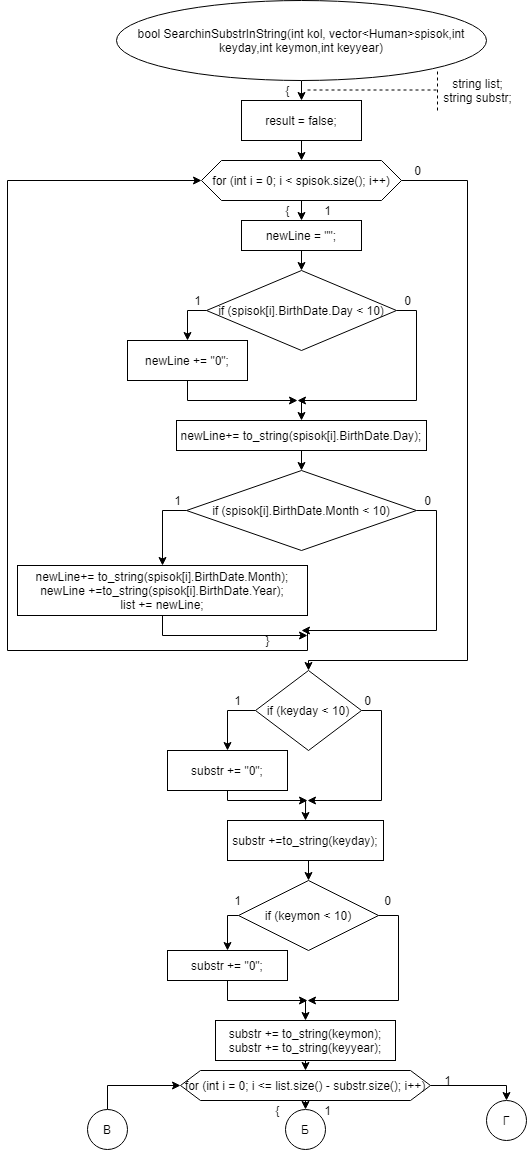 bool SearchinSubstrInString(int kol, vector<Human>spisok,int
keyday,int keymon,int keyyear)
{
string list;
string substr;
result = false;
for (int i = 0; i < spisok.size(); i++)
0
{
1
newLine = "";
if (spisok[i].BirthDate.Day < 10)
1
0
newLine += "0";
newLine+= to_string(spisok[i].BirthDate.Day);
if (spisok[i].BirthDate.Month < 10)
1
0
newLine+= to_string(spisok[i].BirthDate.Month);
newLine +=to_string(spisok[i].BirthDate.Year);
list += newLine;
}
if (keyday < 10)
1
0
substr += "0";
substr +=to_string(keyday);
if (keymon < 10)
1
0
substr += "0";
substr += to_string(keymon);
substr += to_string(keyyear);
for (int i = 0; i <= list.size() - substr.size(); i++)
1
{
1
В
Б
Г